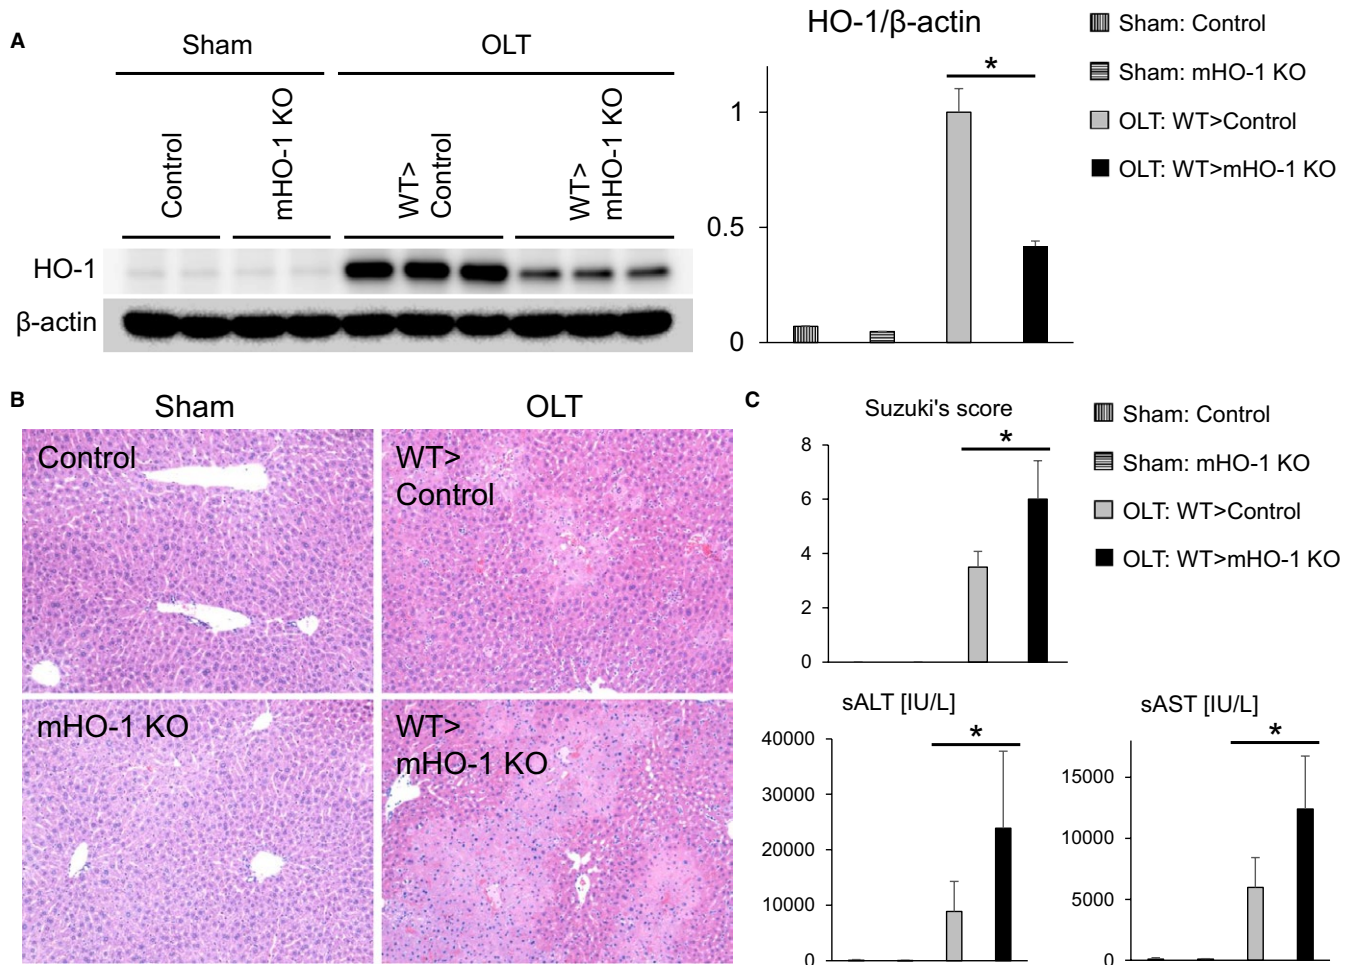 A
Sham
OLT
Control
mHO-1 KO
WT>
Control
WT>
mHO-1 KO
HO-1
β-actin
HO-1/β-actin
*
1
0.5
0
Sham: Control
Sham: mHO-1 KO
OLT: WT>Control
OLT: WT>mHO-1 KO
B
Sham
OLT
Control
WT>
Control
mHO-1 KO
WT>
mHO-1 KO
C
Suzuki's score
*
8
6
4
2
0
Sham: Control
Sham: mHO-1 KO
OLT: WT>Control
OLT: WT>mHO-1 KO
sALT [IU/L]
*
40000
30000
20000
10000
0
sAST [IU/L]
*
15000
10000
5000
0